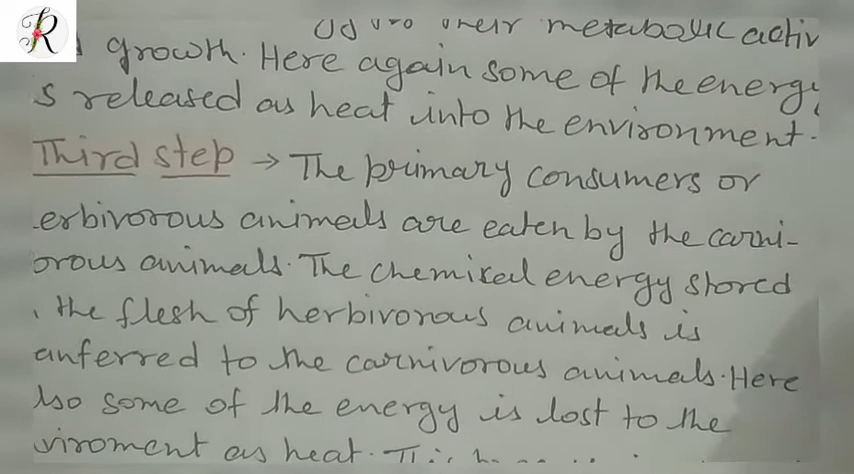 R
metabolic activ
growth. Here again some of the energy
s released as heat into the environment.
Third step → The primary consumers or
erbivorous animals are eaten by the carni-
orous animals. The chemical energy stored
the flesh of herbivorous animals is
anferred to the carnivorous animals. Here
lso some of the energy is lost to the
viroment as heat.